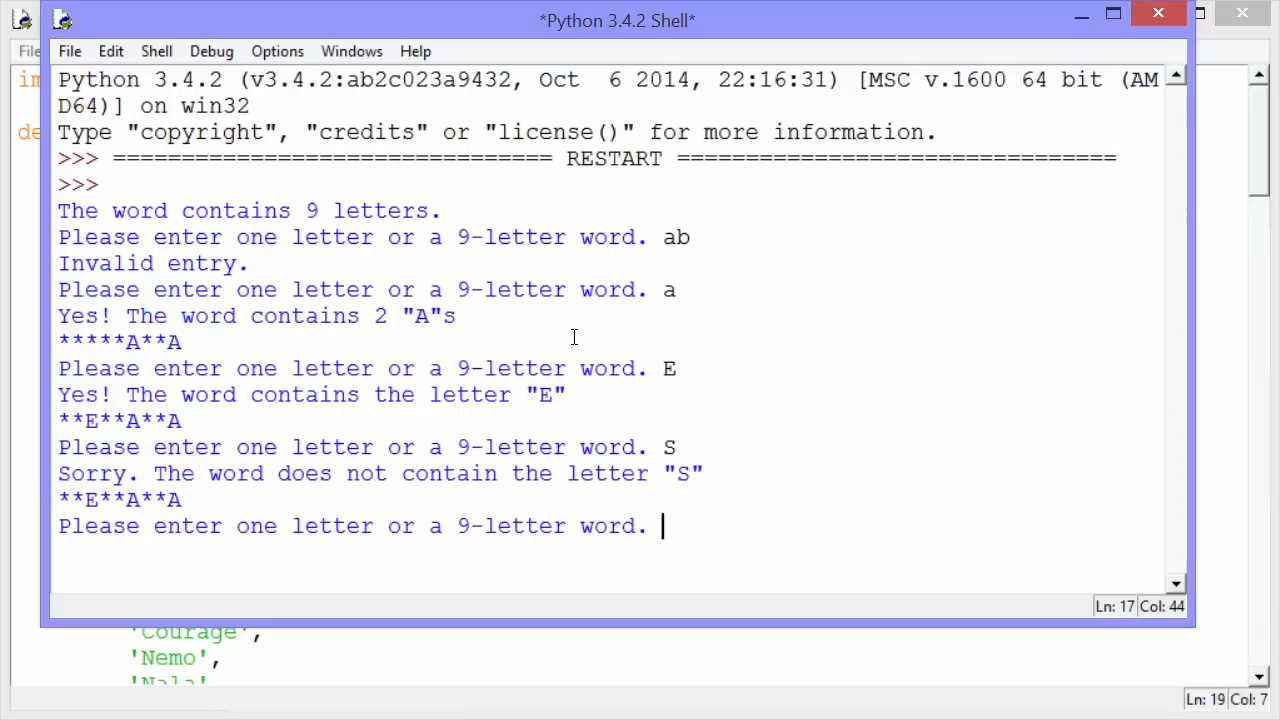 *Python 3.4.2 Shell*
File
File Edit Shell Debug Options Windows Help
im
de
Python 3.4.2 (v3.4.2:ab2c023a9432, Oct  6 2014, 22:16:31) [MSC v.1600 64 bit (AM
D64)] on win32
Type "copyright", "credits" or "license()" for more information.
>>> ================================ RESTART ================================
>>>
The word contains 9 letters.
Please enter one letter or a 9-letter word. ab
Invalid entry.
Please enter one letter or a 9-letter word. a
Yes! The word contains 2 "A"s
*****A**A
Please enter one letter or a 9-letter word. E
Yes! The word contains the letter "E"
**E**A**A
Please enter one letter or a 9-letter word. S
Sorry. The word does not contain the letter "S"
**E**A**A
Please enter one letter or a 9-letter word.
Ln: 17 Col: 44
'Courage',
'Nemo',
'Nala'
Ln: 19 Col: 7